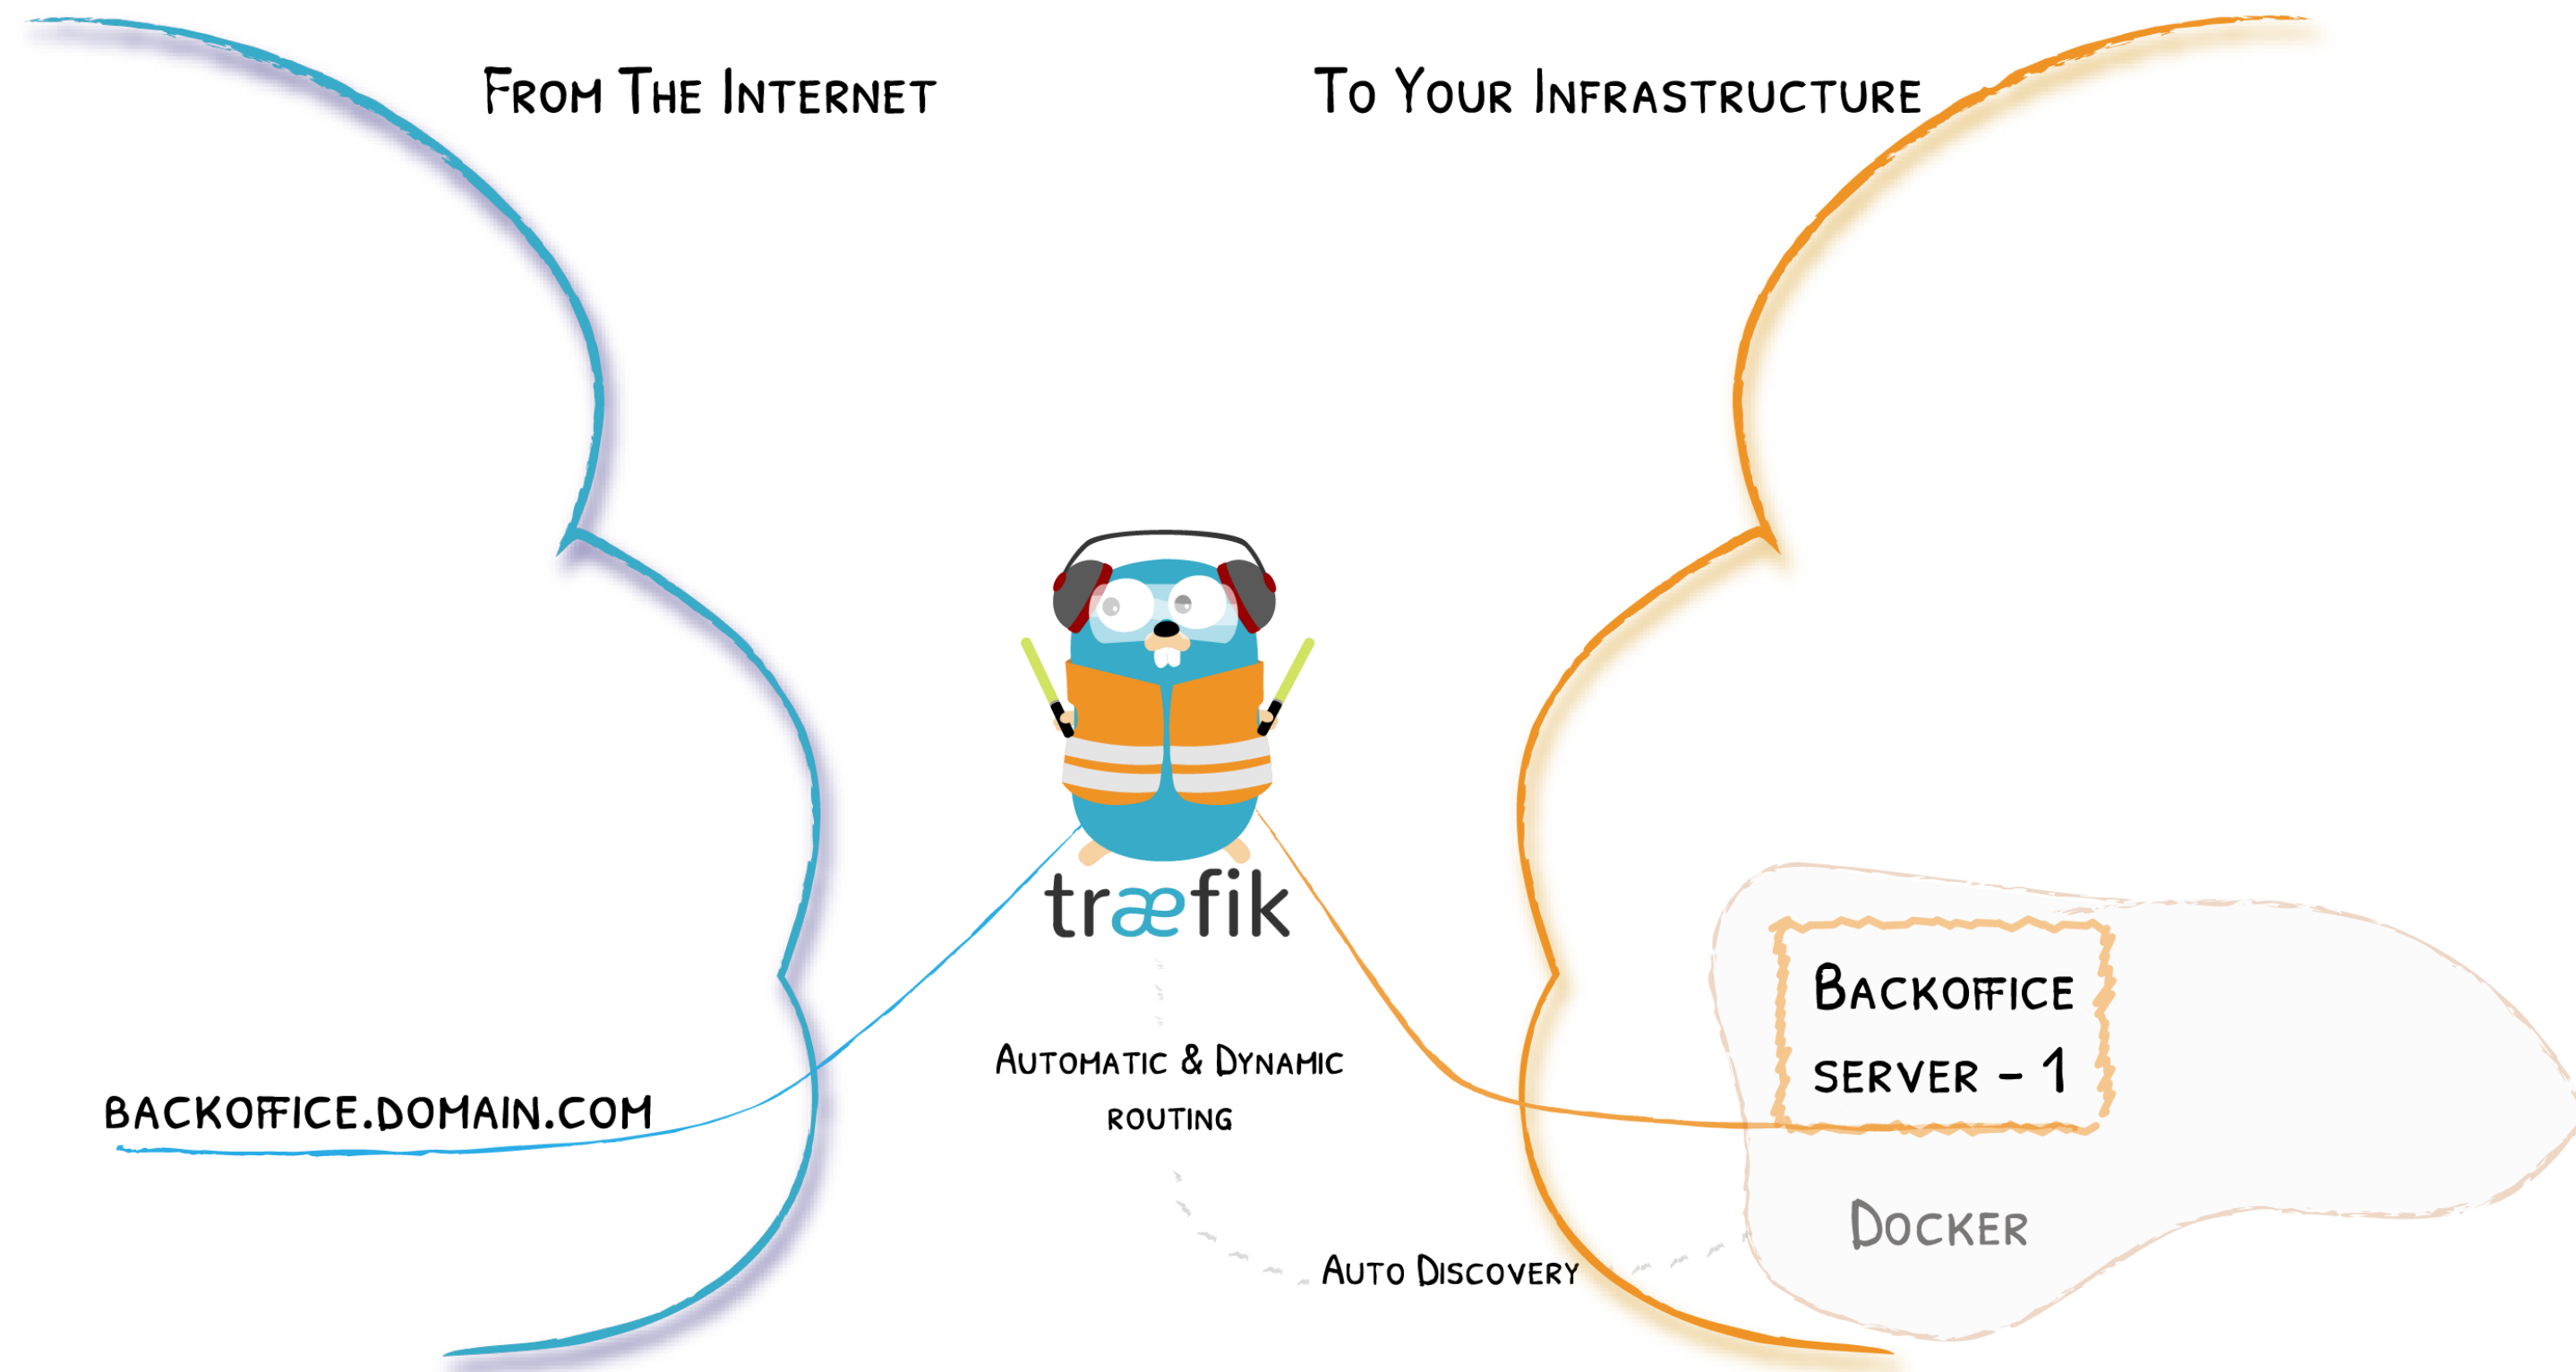 From The Internet
To Your Infrastructure
træfik
Backoffice
server - 1
Automatic & Dynamic
routing
backoffice.domain.com
Docker
Auto Discovery